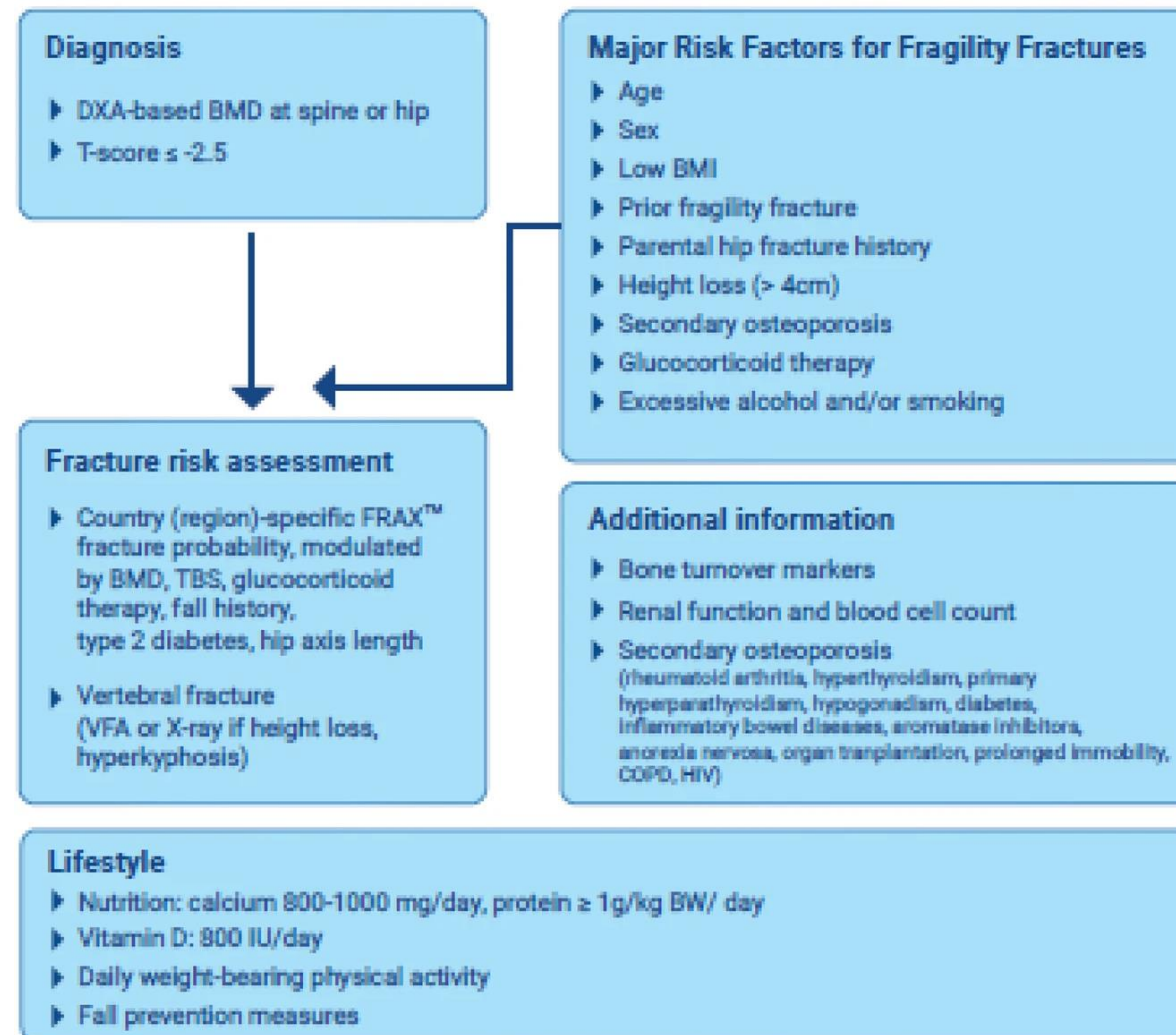 Diagnosis
DXA-based BMD at spine or hip
T-score ≤ -2.5
Major Risk Factors for Fragility Fractures
Age
Sex
Low BMI
Prior fragility fracture
Parental hip fracture history
Height loss (> 4cm)
Secondary osteoporosis
Glucocorticoid therapy
Excessive alcohol and/or smoking
Fracture risk assessment
Country (region)-specific FRAX™
fracture probability, modulated
by BMD, TBS, glucocorticoid
therapy, fall history,
type 2 diabetes, hip axis length
Vertebral fracture
(VFA or X-ray if height loss,
hyperkyphosis)
Additional information
Bone turnover markers
Renal function and blood cell count
Secondary osteoporosis
(rheumatoid arthritis, hyperthyroidism, primary
hyperparathyroidism, hypogonadism, diabetes,
inflammatory bowel diseases, aromatase inhibitors,
anorexia nervosa, organ tranplantation, prolonged immobility,
COPD, HIV)
Lifestyle
Nutrition: calcium 800-1000 mg/day, protein ≥ 1g/kg BW/ day
Vitamin D: 800 IU/day
Daily weight-bearing physical activity
Fall prevention measures